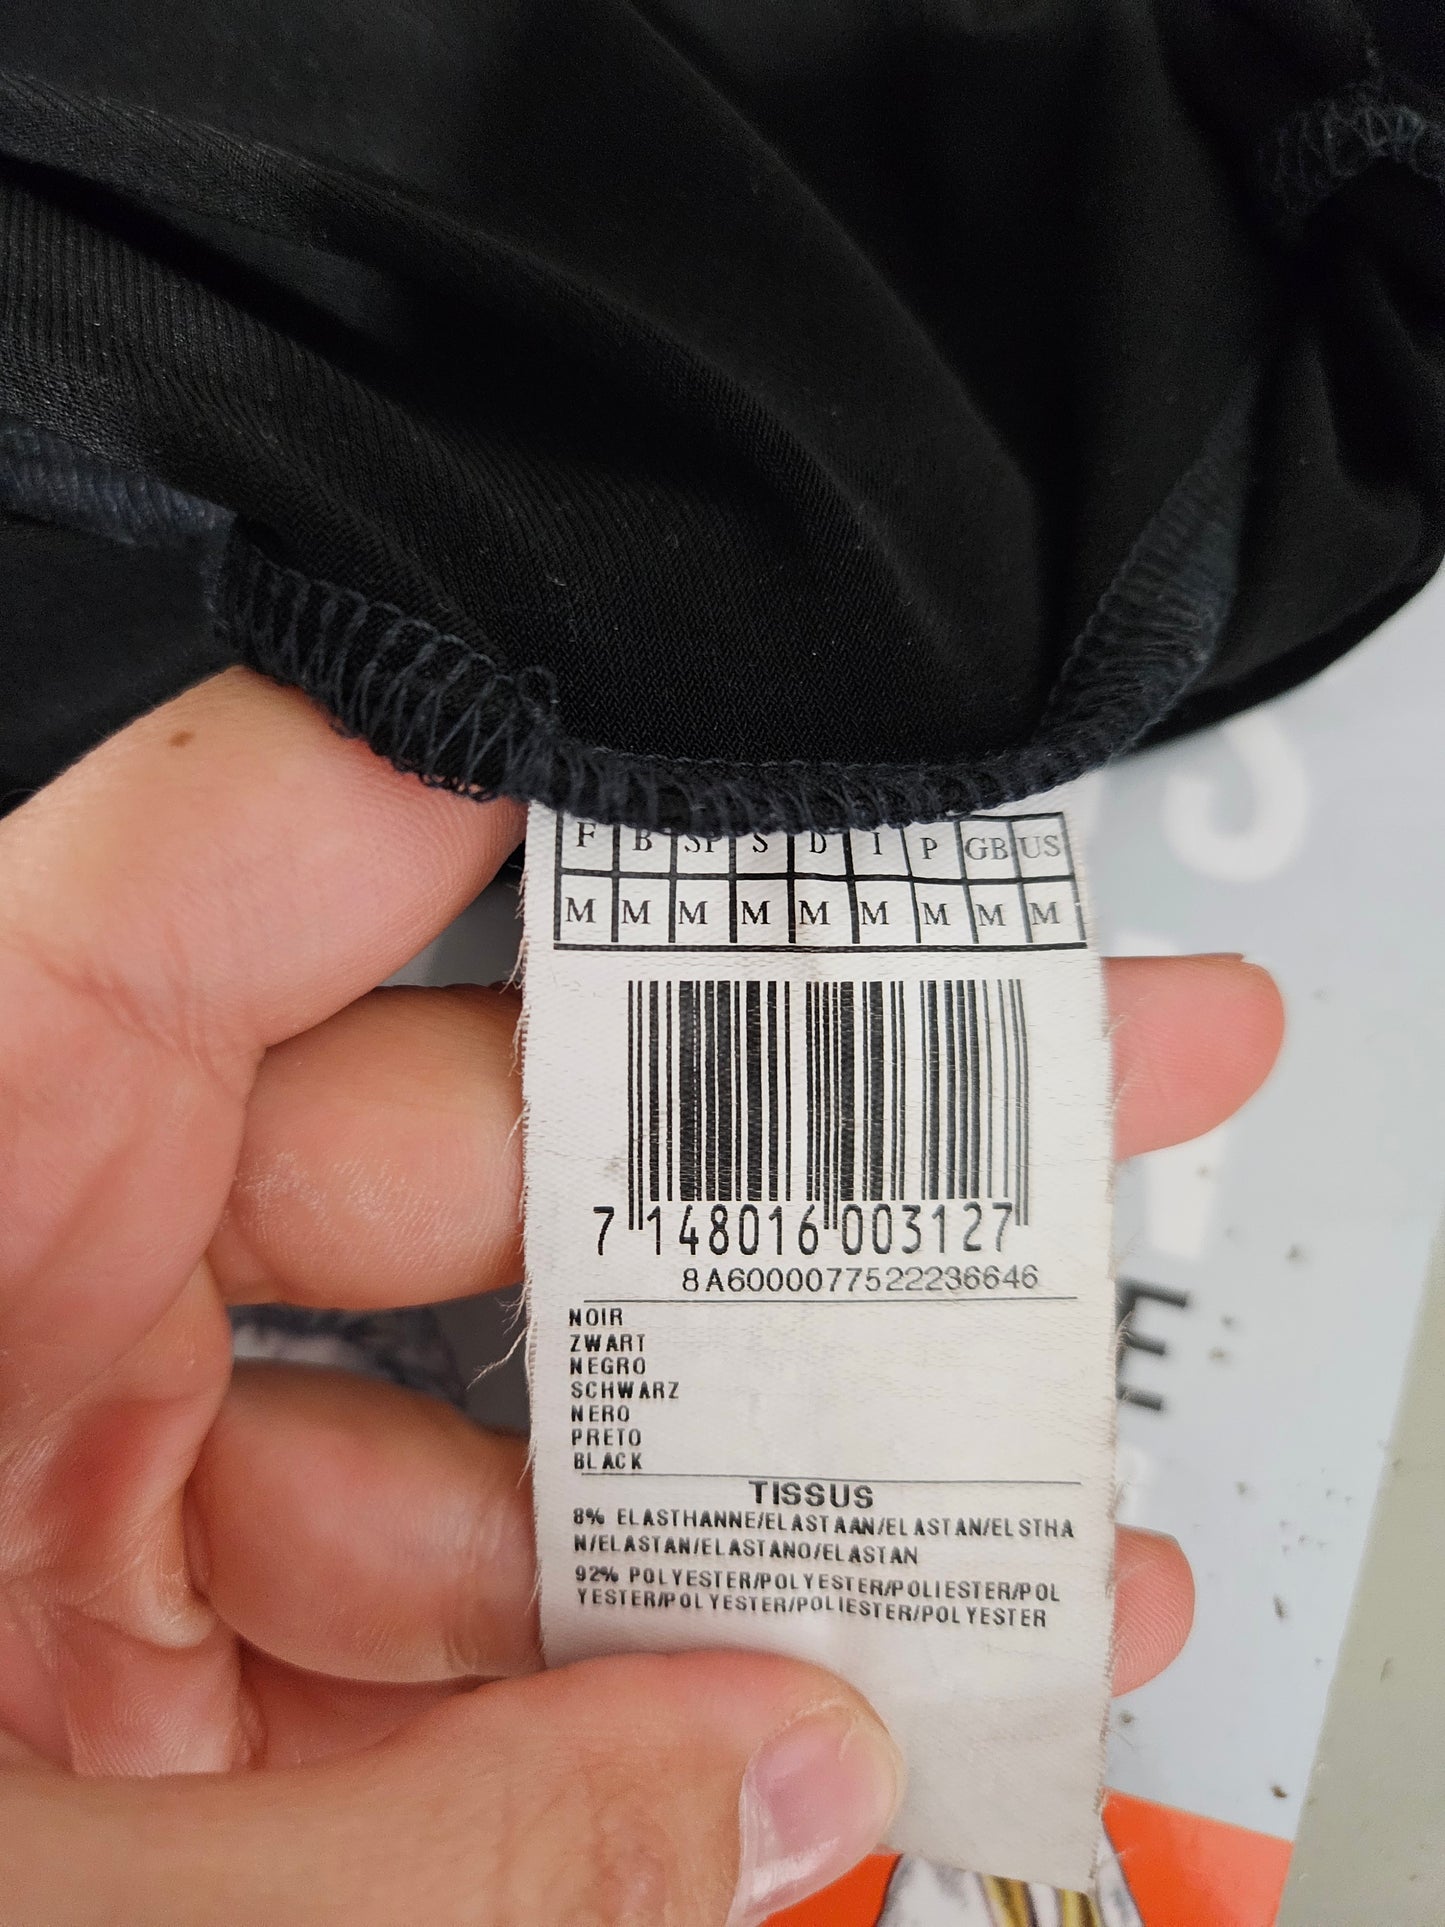 F B SP S D I P GB US
M M M M M M M M M
7 148016 003127
8A6000077522236646
NOIR
ZWART
NEGRO
SCHWARZ
NERO
PRETO
BLACK
TISSUS
8% ELASTHANNE/ELASTAAN/ELASTAN/ELSTHA
N/ELASTAN/ELASTANO/ELASTAN
92% POLYESTER/POLYESTER/POLIESTER/POL
YESTER/POLYESTER/POLIESTER/POLYESTER
S
E